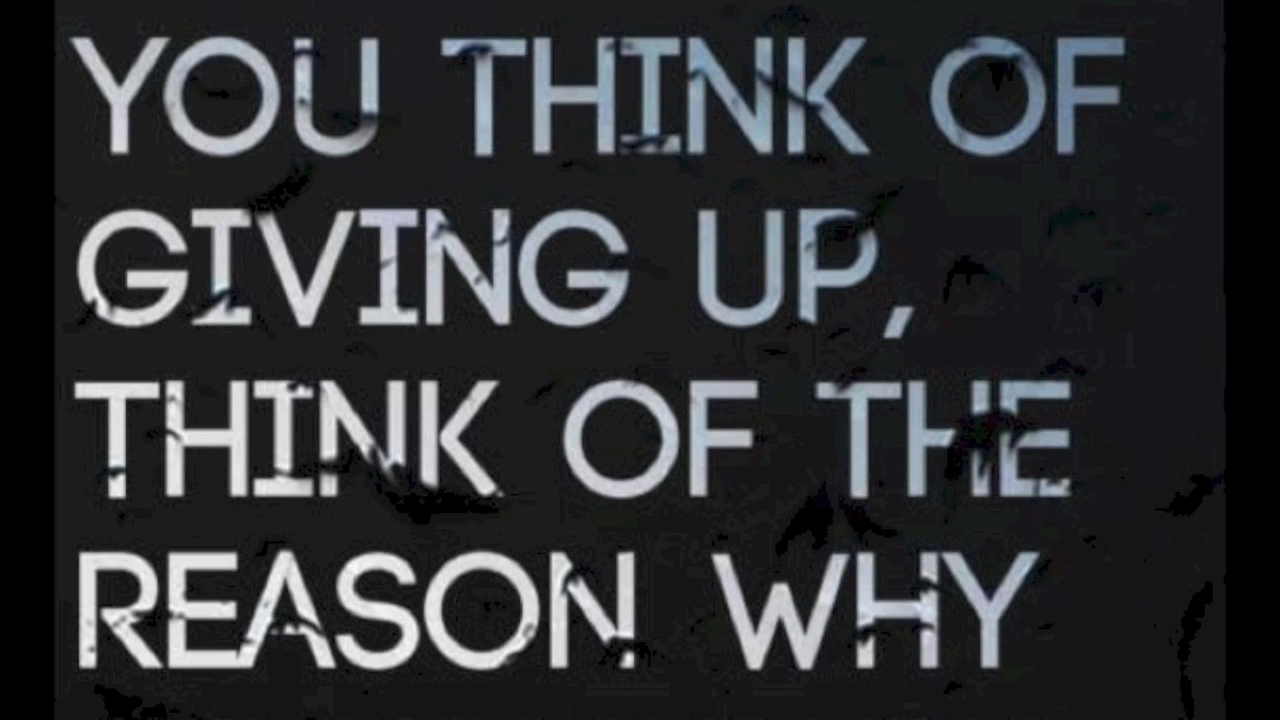 YOU THINK OF
GIVING UP,
THINK OF THE
REASON WHY